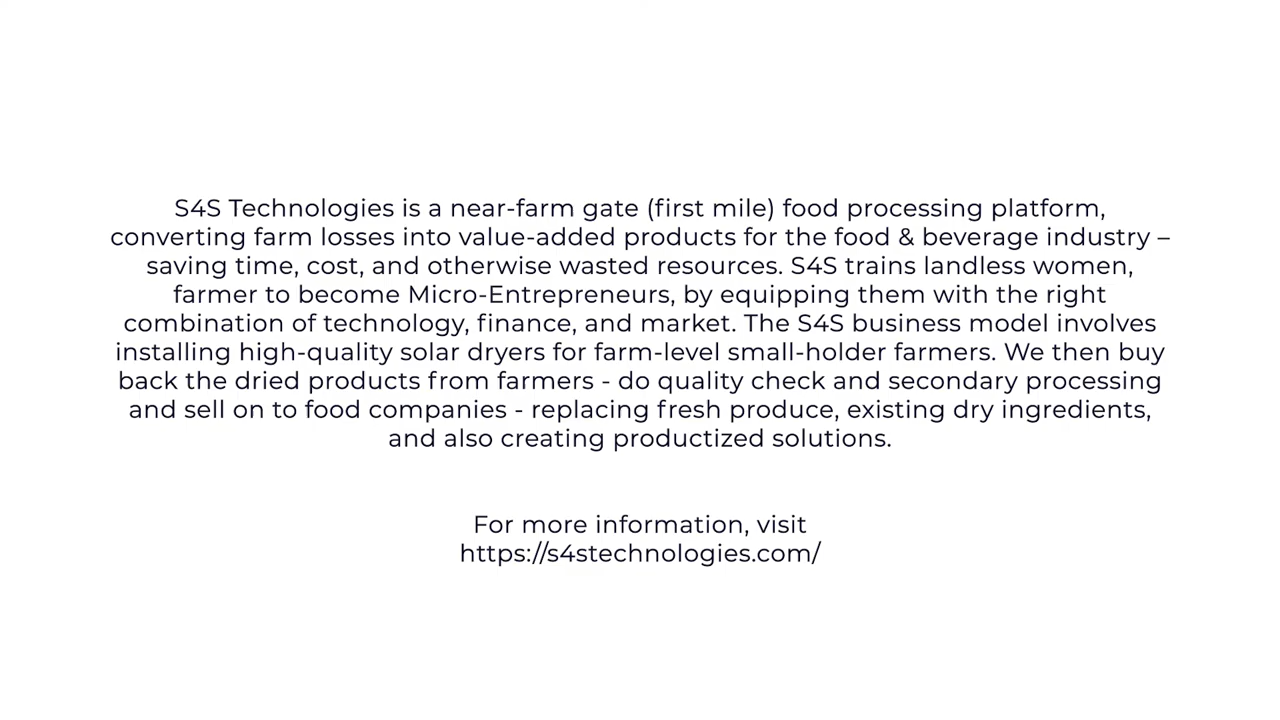 S4S Technologies is a near-farm gate (first mile) food processing platform,
converting farm losses into value-added products for the food & beverage industry –
saving time, cost, and otherwise wasted resources. S4S trains landless women,
farmer to become Micro-Entrepreneurs, by equipping them with the right
combination of technology, finance, and market. The S4S business model involves
installing high-quality solar dryers for farm-level small-holder farmers. We then buy
back the dried products from farmers - do quality check and secondary processing
and sell on to food companies - replacing fresh produce, existing dry ingredients,
and also creating productized solutions.
For more information, visit
https://s4stechnologies.com/